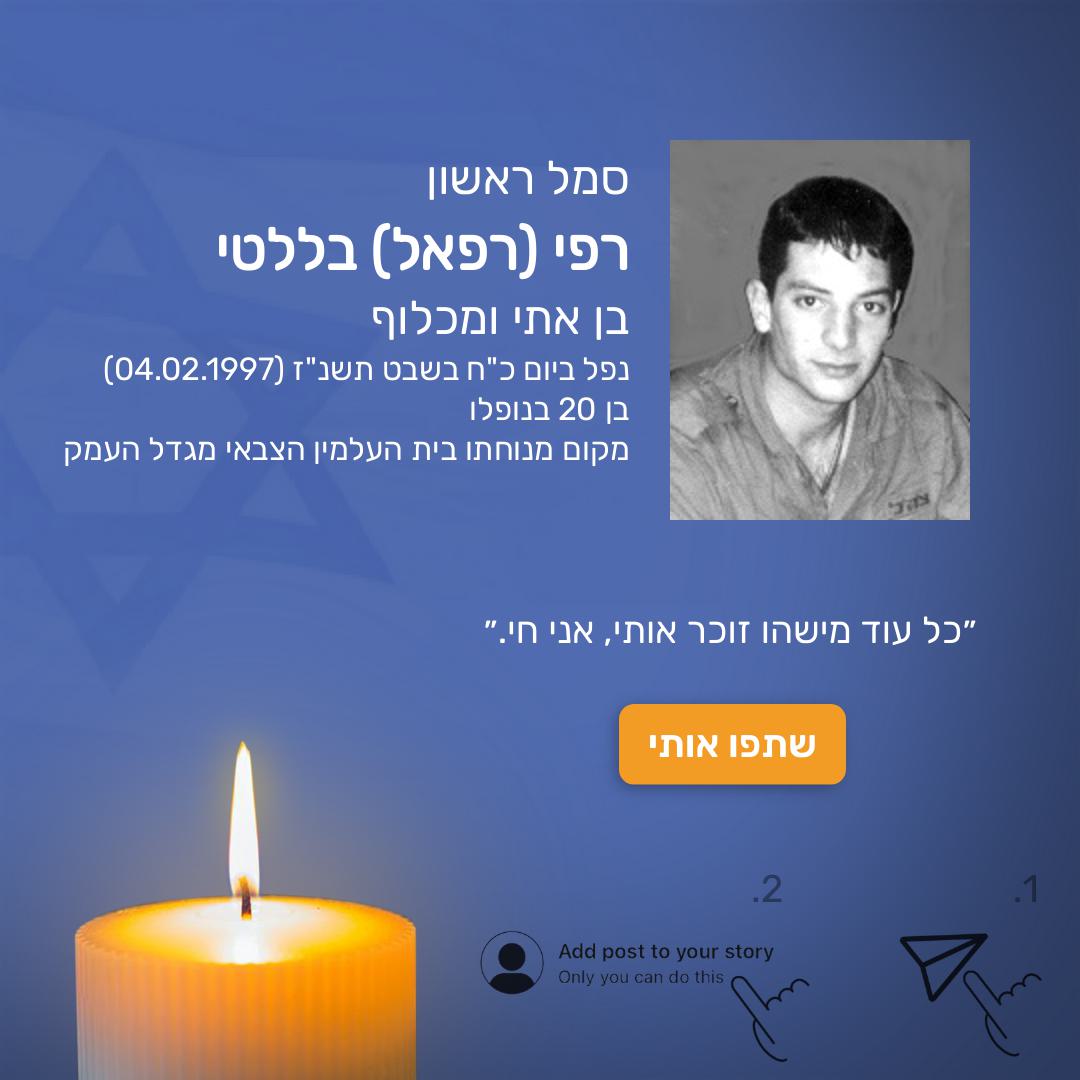 סמל ראשון
רפי (רפאל) בללטי
בן אתי ומכלוף
נפל ביום כ"ח בשבט תשנ"ז (04.02.1997)
בן 20 בנופלו
מקום מנוחתו בית העלמין הצבאי מגדל העמק
צהל
״כל עוד מישהו זוכר אותי, אני חי.״
שתפו אותי
.1
.2
Add post to your story
Only you can do this